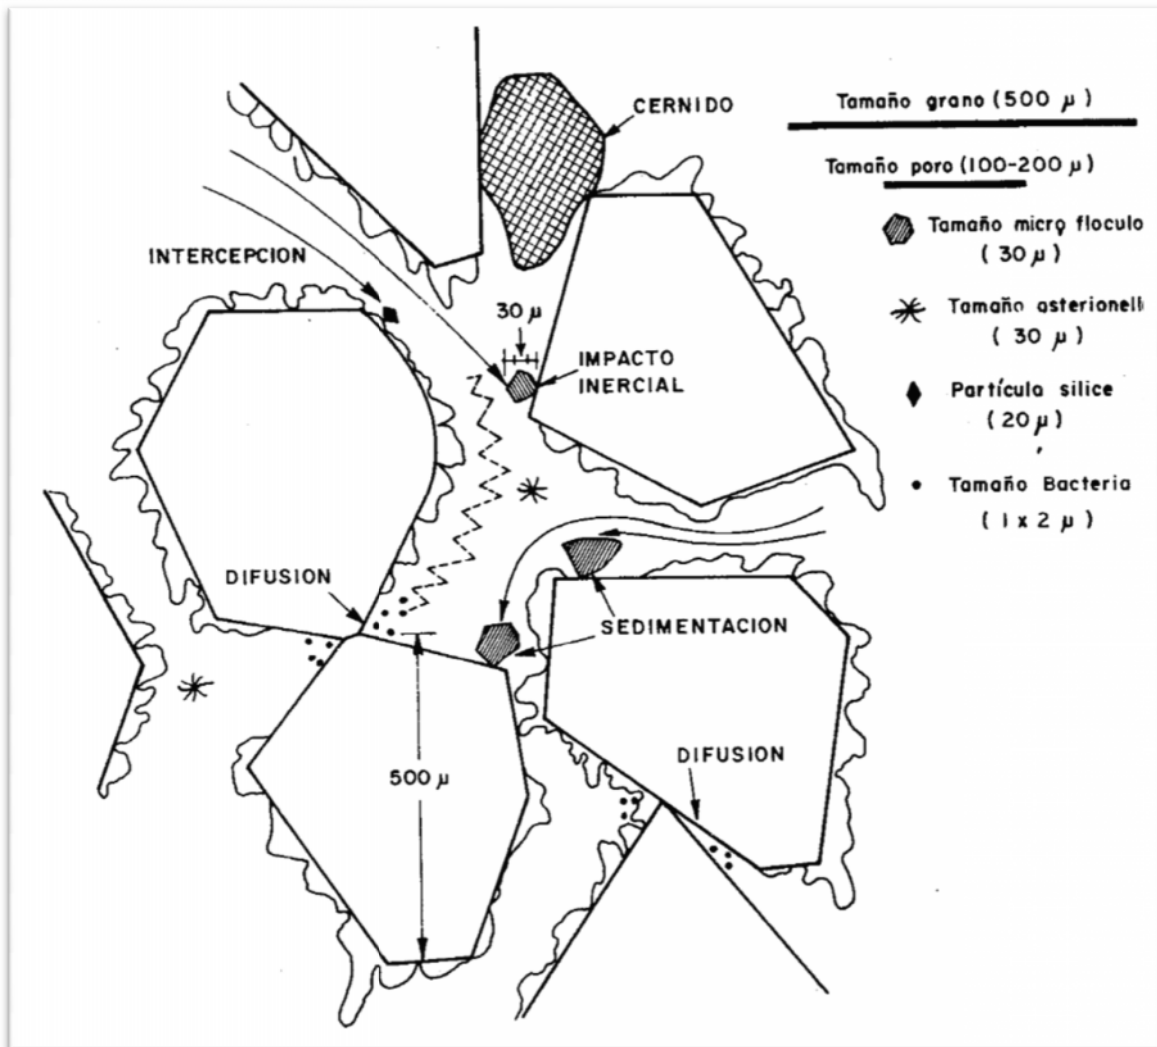 CERNIDO
INTERCEPCION
30 µ
IMPACTO
INERCIAL
DIFUSION
SEDIMENTACION
500 µ
DIFUSION
Tamaño grano (500 µ)
Tamaño poro (100-200 µ)
Tamaño micro floculo
( 30 µ )
Tamaño asterionell
( 30 µ )
Partícula silice
( 20 µ )
Tamaño Bacteria
( 1 x 2 µ )